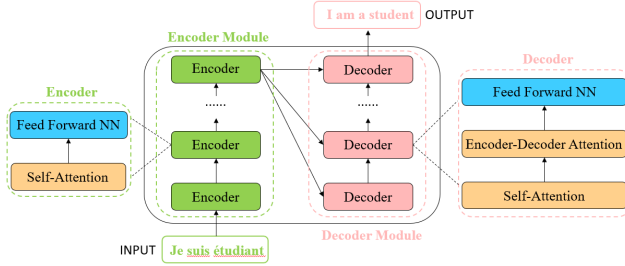 I am a student OUTPUT
Encoder Module
Decoder
Encoder
Encoder
Decoder
Feed Forward NN
......
......
Feed Forward NN
Encoder
Decoder
Encoder-Decoder Attention
Self-Attention
Encoder
Decoder
Self-Attention
Decoder Module
INPUT Je suis étudiant